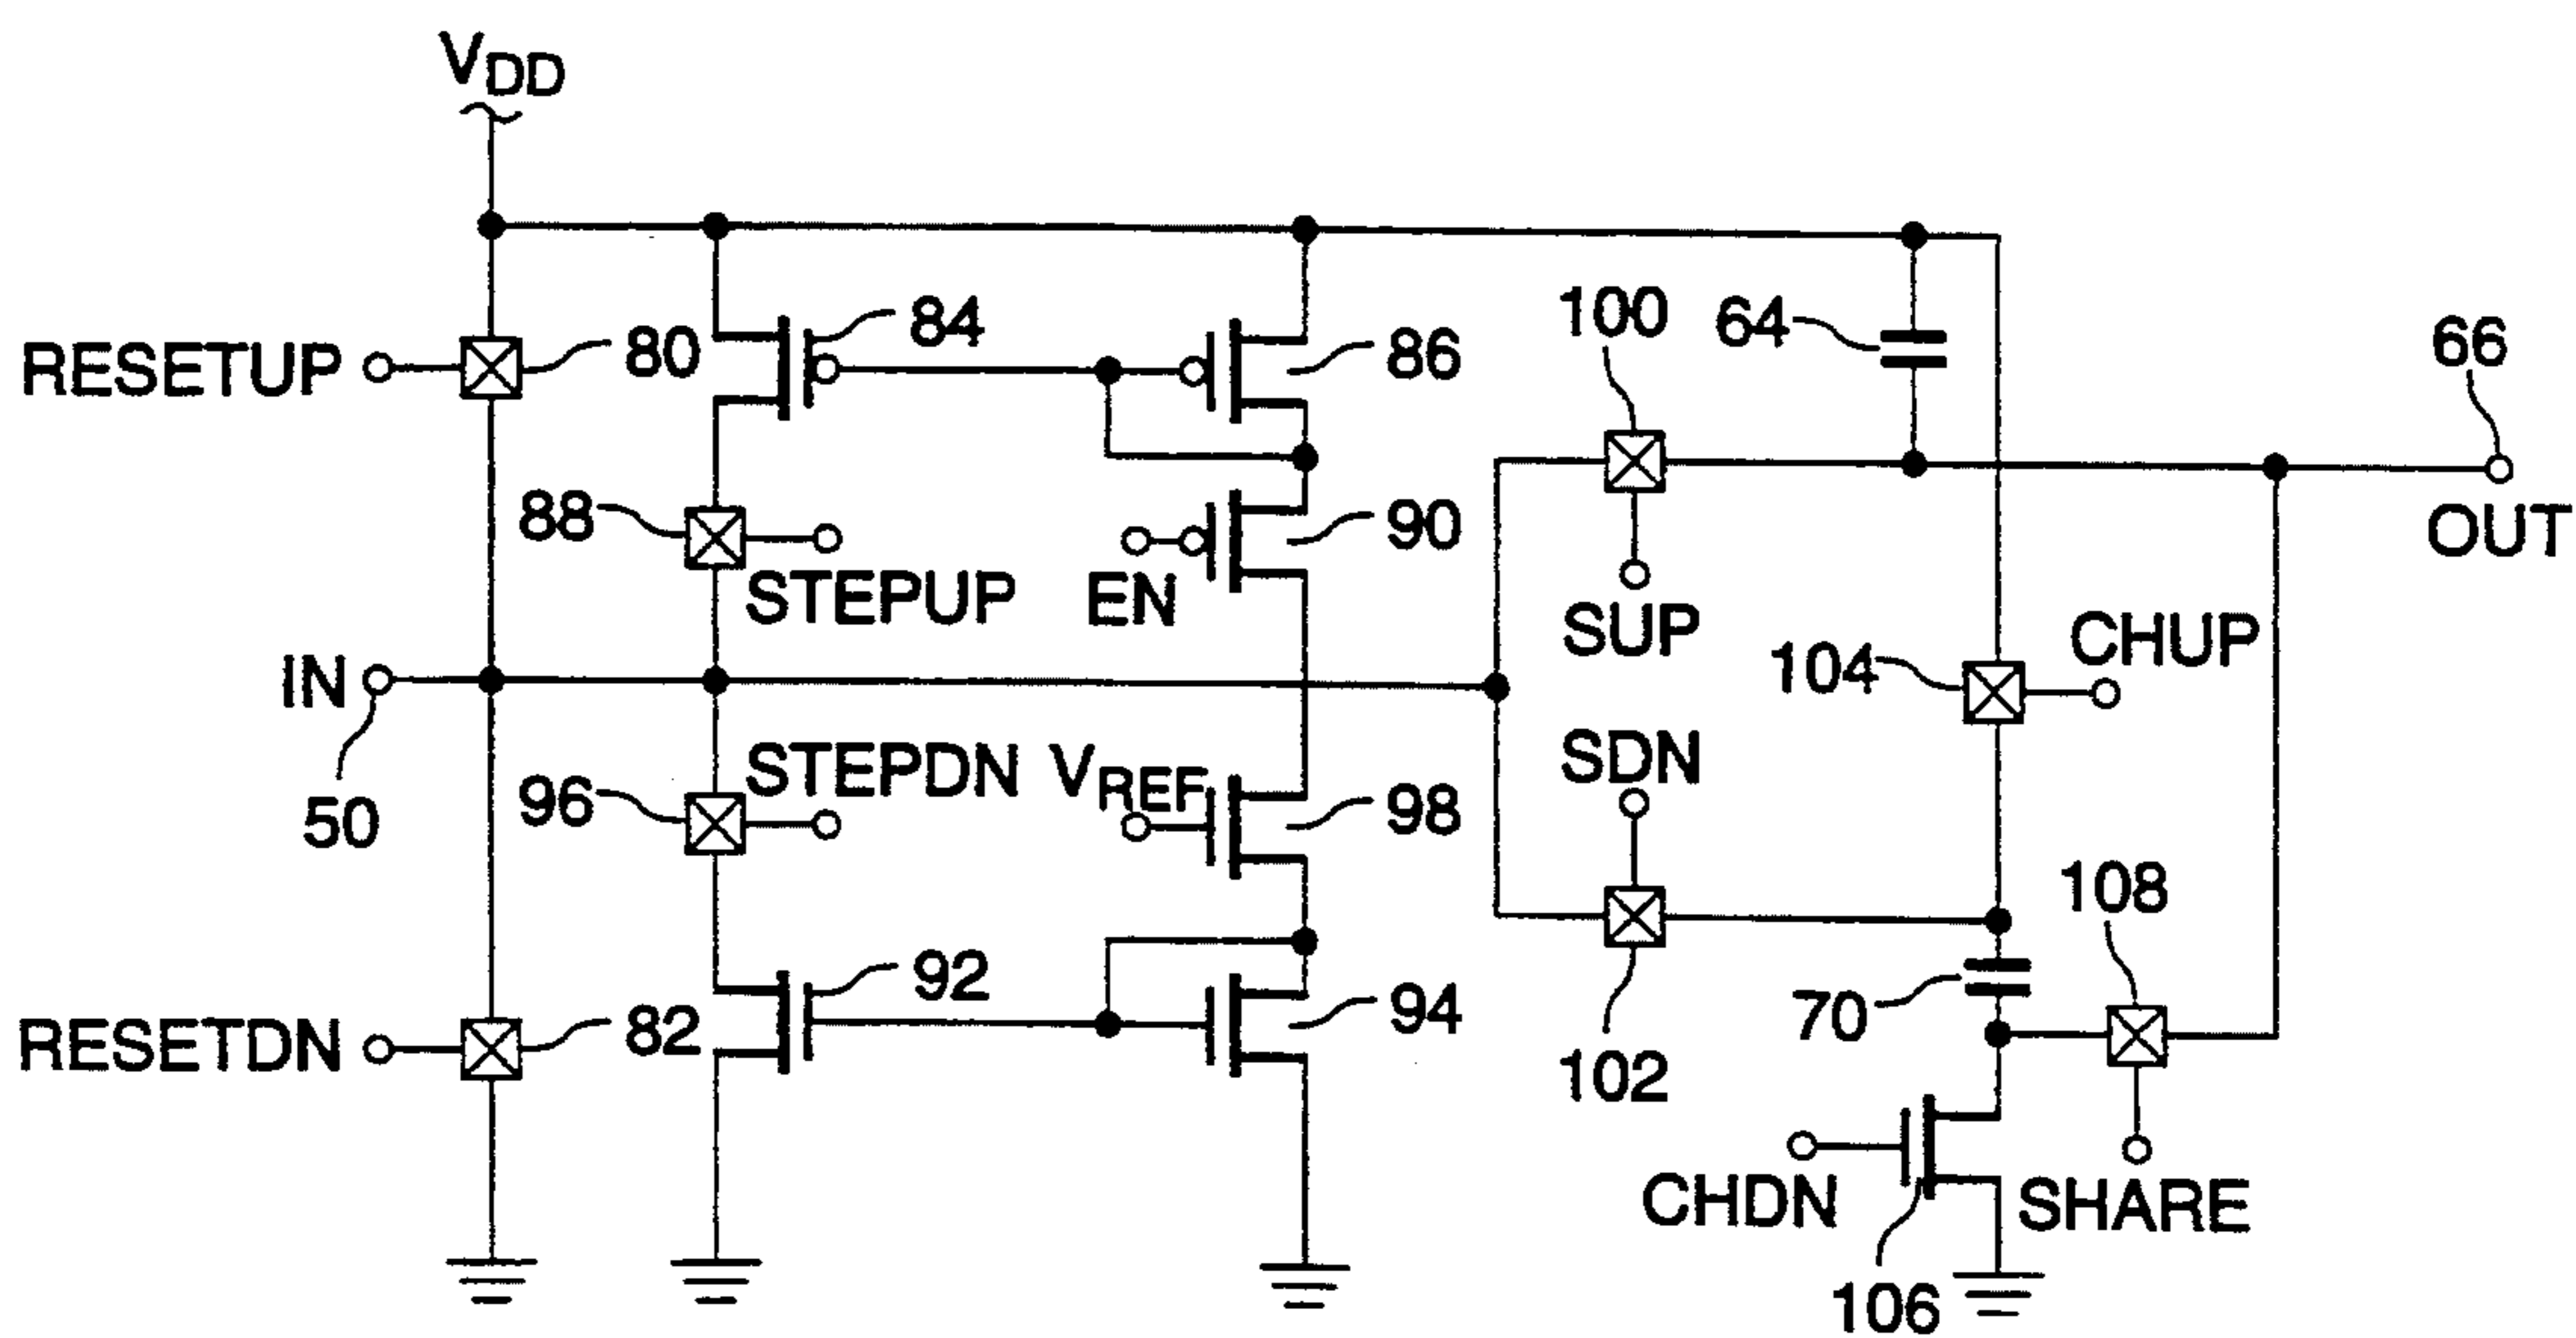 VDD
RESETUP
80
84
86
100
64
66
OUT
88
STEPUP
EN
90
SUP
104
CHUP
IN
50
96
STEPDN
VREF
98
SDN
102
108
RESETDN
82
92
94
70
CHDN
106
SHARE